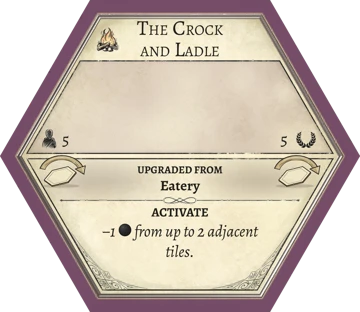 The Crock
and Ladle
5
5
UPGRADED FROM
Eatery
ACTIVATE
–1 from up to 2 adjacent
tiles.